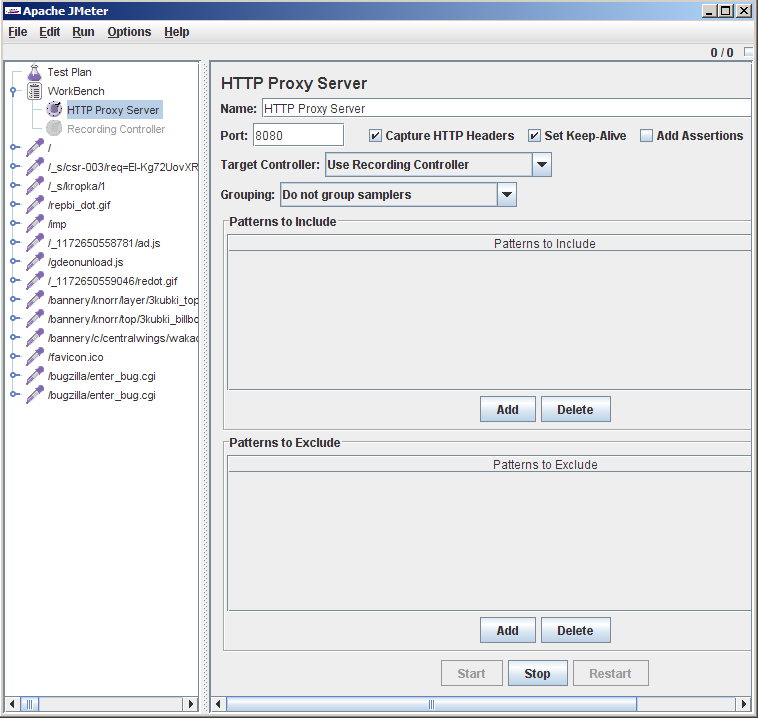 Apache JMeter
File Edit Run Options Help
0 / 0
Test Plan
WorkBench
HTTP Proxy Server
Recording Controller
/
/_s/csr-003/req=El-Kg72UovXR
/_s/kropka/1
/repbi_dot.gif
/imp
/_1172650558781/ad.js
/gdeonunload.js
/_1172650559046/redot.gif
/bannery/knorr/layer/3kubki_top
/bannery/knorr/top/3kubki_billbo
/bannery/c/centralwings/wakac
/favicon.ico
/bugzilla/enter_bug.cgi
/bugzilla/enter_bug.cgi
HTTP Proxy Server
Name: HTTP Proxy Server
Port: 8080 Capture HTTP Headers Set Keep-Alive Add Assertions
Target Controller: Use Recording Controller
Grouping: Do not group samplers
Patterns to Include
Patterns to Include
Add Delete
Patterns to Exclude
Patterns to Exclude
Add Delete
Start Stop Restart